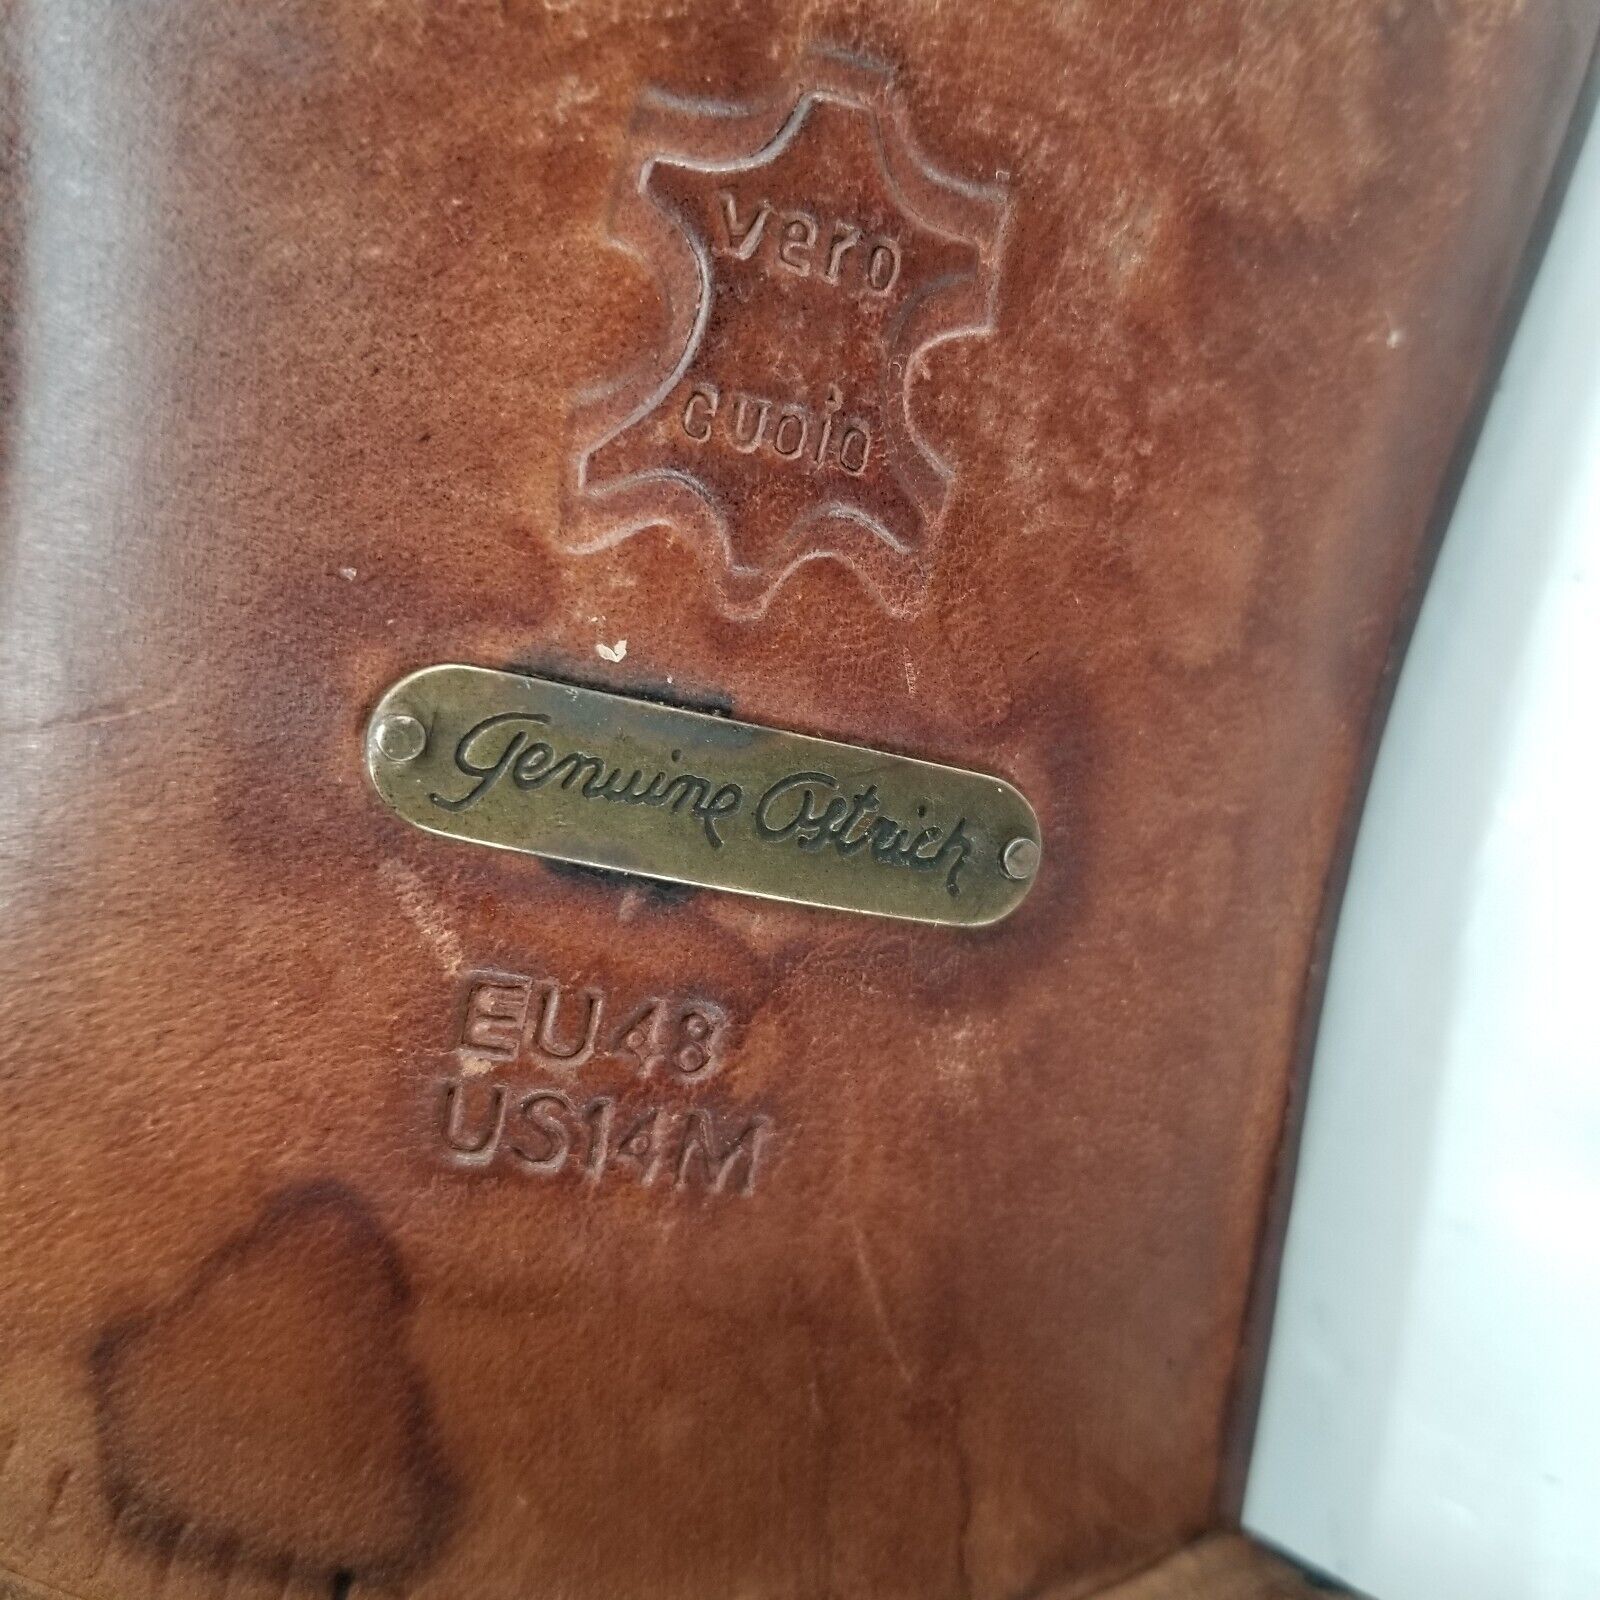 vero
cuoio
Genuine Ostrich
EU48
US14M